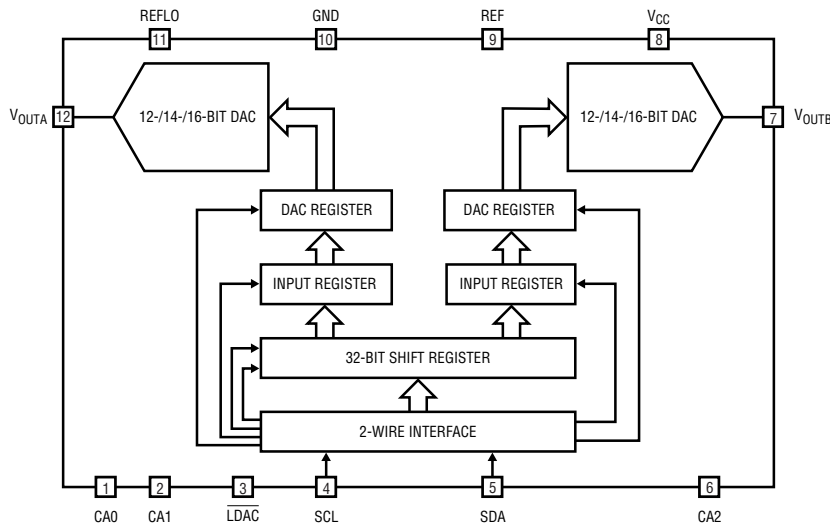 REFLO GND REF VCC
11 10 9 8
VOUTA 12 12-/14-/16-BIT DAC 12-/14-/16-BIT DAC 7 VOUTB
DAC REGISTER DAC REGISTER
INPUT REGISTER INPUT REGISTER
32-BIT SHIFT REGISTER
2-WIRE INTERFACE
1 2 3 4 5 6
CA0 CA1 LDAC SCL SDA CA2